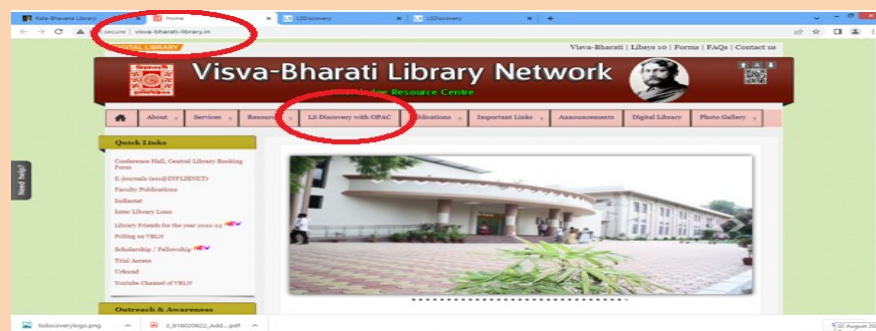 Kala-Bhavana Library
Home
LSDiscovery
LSDiscovery
secure
visva-bharati-library.in
DIGITAL LIBRARY
Visva-Bharati | Libsys 10 | Forms | FAQs | Contact us
Visva-Bharati Library Network
Resource Centre
About
Services
LS Discovery with OPAC
Important Links
Announcements
Digital Library
Photo Gallery
Quick Links
Conference Hall, Central Library Booking
Form
E-journals
Faculty Publications
Indiastat
Inter Library Loan
Library Friends for the year 2022-23
Polling on VBLN
Scholarship / Fellowship
Trial Access
Urkund
Youtube Channel of VBLN
Outreach & Awareness
Need help?
lsdiscoverylogo.png